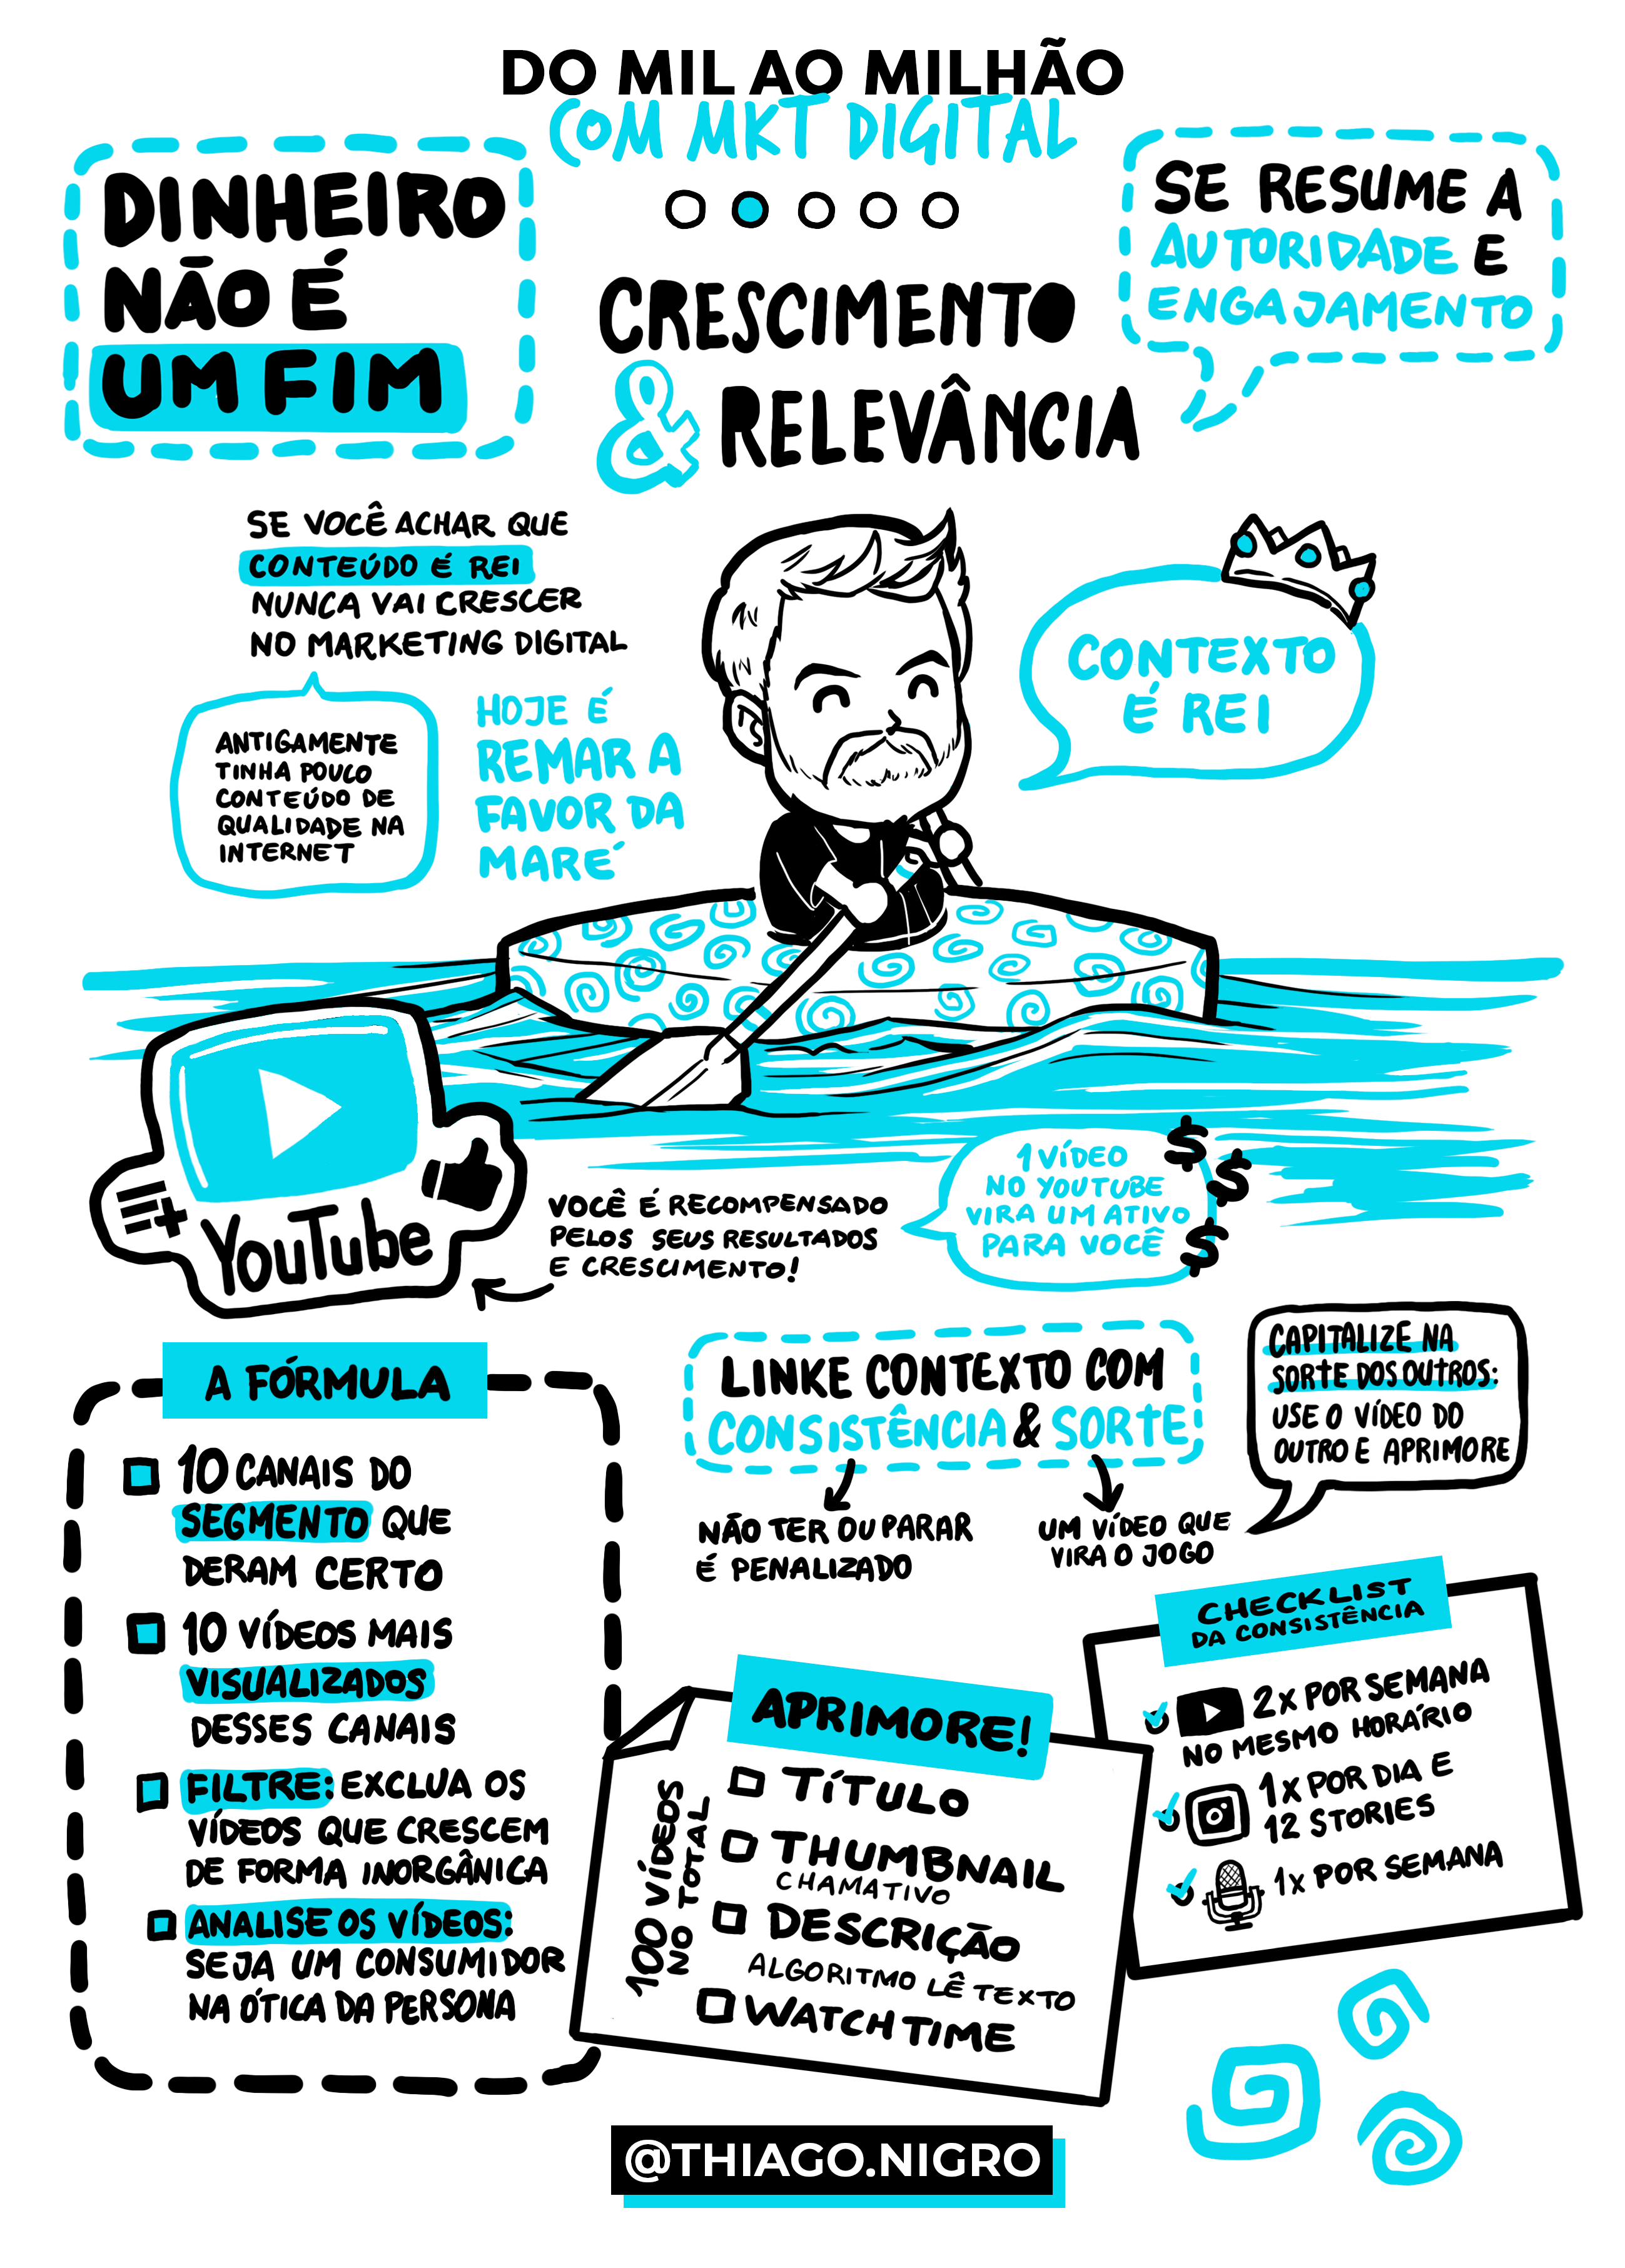 DO MIL AO MILHÃO
COM MKT DIGITAL
DINHEIRO
NÃO É
UM FIM
SE RESUME A
AUTORIDADE E
ENGAJAMENTO
CRESCIMENTO
& RELEVÂNCIA
SE VOCÊ ACHAR QUE
CONTEÚDO É REI
NUNCA VAI CRESCER
NO MARKETING DIGITAL
ANTIGAMENTE
TINHA POUCO
CONTEÚDO DE
QUALIDADE NA
INTERNET
HOJE É
REMAR A
FAVOR DA
MARÉ
CONTEXTO
É REI
YouTube
VOCÊ É RECOMPENSADO
PELOS SEUS RESULTADOS
E CRESCIMENTO!
1 VÍDEO
NO YOUTUBE
VIRA UM ATIVO
PARA VOCÊ
$
$
$
A FÓRMULA
10 CANAIS DO
SEGMENTO QUE
DERAM CERTO
10 VÍDEOS MAIS
VISUALIZADOS
DESSES CANAIS
FILTRE: EXCLUA OS
VÍDEOS QUE CRESCEM
DE FORMA INORGÂNICA
ANALISE OS VÍDEOS:
SEJA UM CONSUMIDOR
NA ÓTICA DA PERSONA
LINKE CONTEXTO COM
CONSISTÊNCIA & SORTE
NÃO TER OU PARAR
É PENALIZADO
UM VÍDEO QUE
VIRA O JOGO
CAPITALIZE NA
SORTE DOS OUTROS:
USE O VÍDEO DO
OUTRO E APRIMORE
APRIMORE!
100 VÍDEOS
NO TOTAL
TÍTULO
THUMBNAIL
CHAMATIVO
DESCRIÇÃO
ALGORITMO LÊ TEXTO
WATCH TIME
CHECKLIST
DA CONSISTÊNCIA
2x POR SEMANA
NO MESMO HORÁRIO
1x POR DIA E
12 STORIES
1x POR SEMANA
@THIAGO.NIGRO